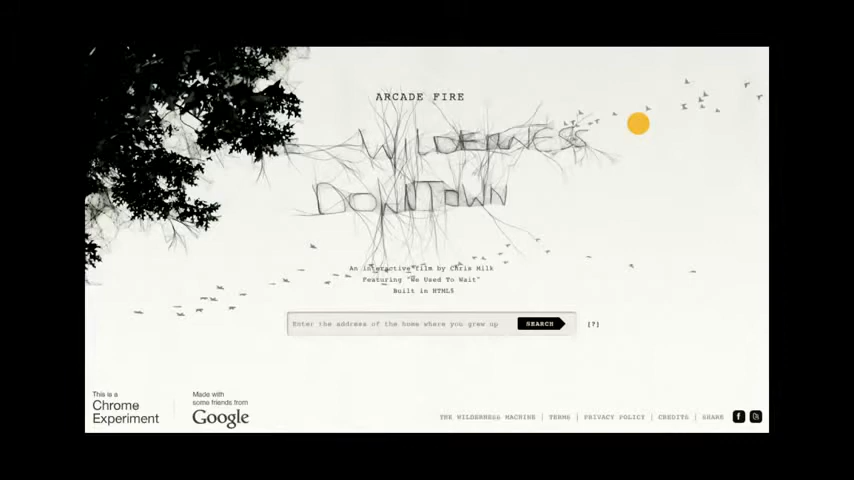 ARCADE FIRE
WILDERNESS
DOWNTOWN
An interactive film by Chris Milk
Featuring "We Used To Wait"
Built in HTML5
Enter the address of the home where you grew up
SEARCH
[?]
This is a
Chrome
Experiment
Made with
some friends from
Google
THE WILDERNESS MACHINE | TERMS | PRIVACY POLICY | CREDITS | SHARE